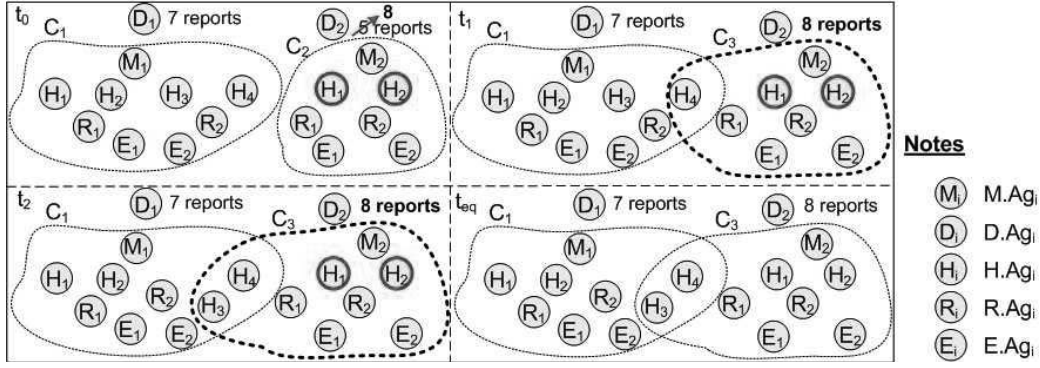 t0 C1 D1 7 reports D2 8
5 reports
C2
M1 M2
H1 H2 H3 H4 H1 H2
R1 R2 R1 R2
E1 E2 E1 E2
t1 C1 D1 7 reports D2 8 reports
C3
M1 M2
H1 H2 H3 H4 H1 H2
R1 R2 R1 R2
E1 E2 E1 E2
t2 C1 D1 7 reports D2 8 reports
C3
M1 M2
H1 H2 H4 H1 H2
R1 R2 H3 R1 R2
E1 E2 E1 E2
teq C1 D1 7 reports D2 8 reports
C3
M1 M2
H1 H2 H4 H1 H2
R1 R2 H3 R1 R2
E1 E2 E1 E2
Notes
Mi M.Agi
Di D.Agi
Hi H.Agi
Ri R.Agi
Ei E.Agi